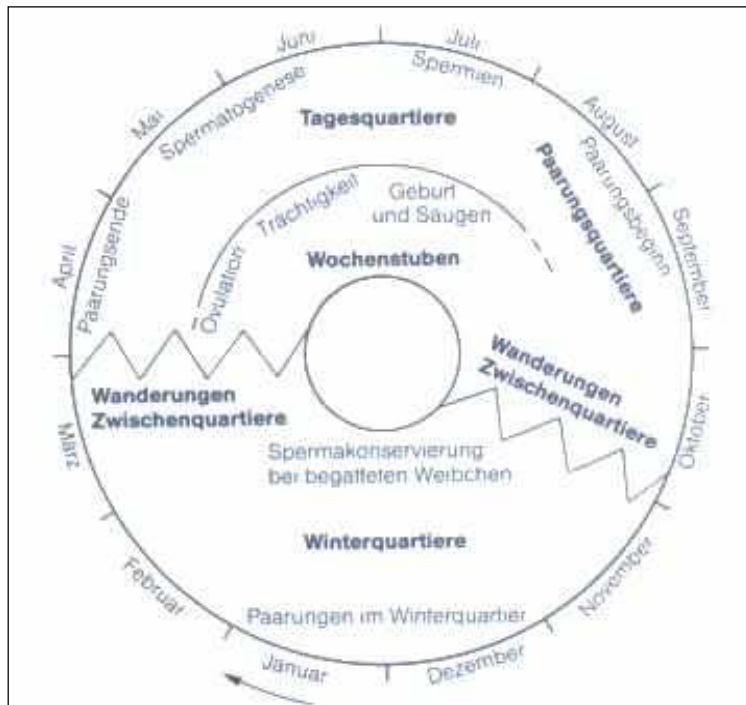 Juni
Juli
August
September
Oktober
November
Dezember
Januar
Februar
März
April
Mai
Spermatogenese
Spermien
Tagesquartiere
Paarungsbeginn
Paarungsquartiere
Paarungsende
Ovulation
Trächtigkeit
Geburt
und Säugen
Wochenstuben
Wanderungen
Zwischenquartiere
Wanderungen
Zwischenquartiere
Spermakonservierung
bei begatteten Weibchen
Winterquartiere
Paarungen im Winterquartier